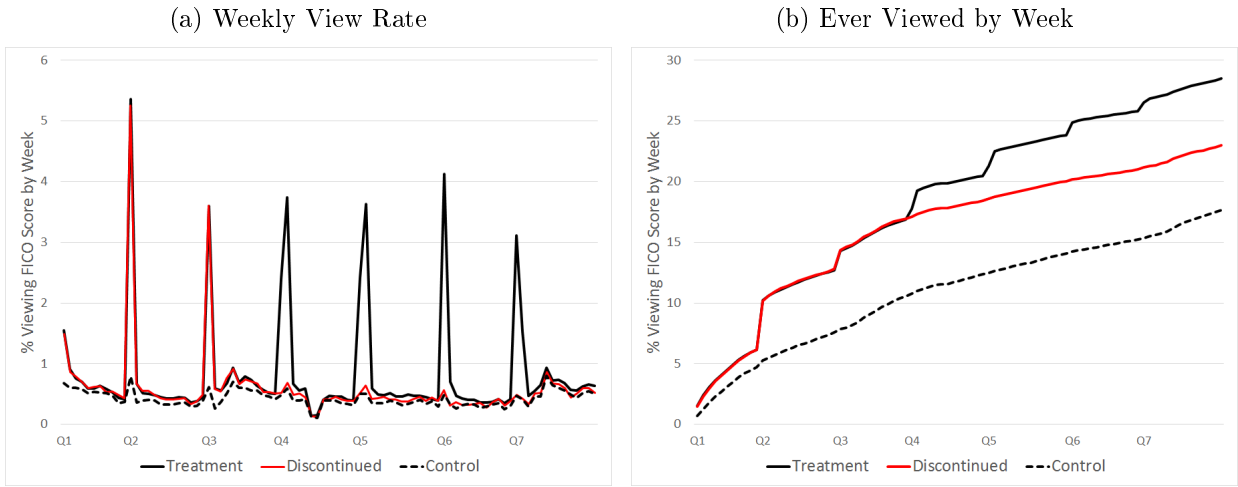 (a) Weekly View Rate
% Viewing FICO Score by Week
6
5
4
3
2
1
0
Q1 Q2 Q3 Q4 Q5 Q6 Q7
Treatment Discontinued Control
(b) Ever Viewed by Week
% Viewing FICO Score by Week
30
25
20
15
10
5
0
Q1 Q2 Q3 Q4 Q5 Q6 Q7
Treatment Discontinued Control